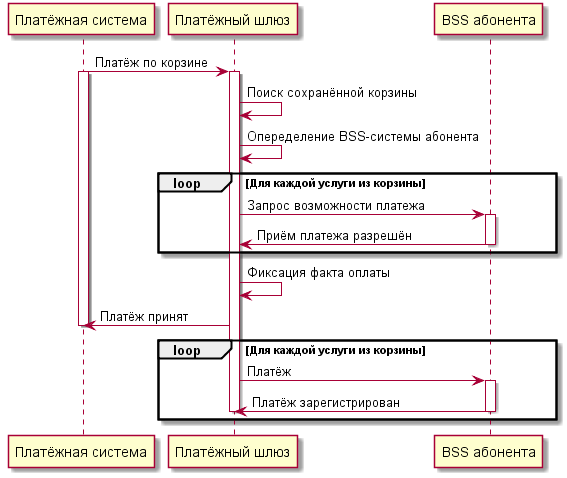 Платёжная система
Платёжный шлюз
BSS абонента
Платёж по корзине
Поиск сохранённой корзины
Опеределение BSS-системы абонента
loop
[Для каждой услуги из корзины]
Запрос возможности платежа
Приём платежа разрешён
Фиксация факта оплаты
Платёж принят
loop
[Для каждой услуги из корзины]
Платёж
Платёж зарегистрирован
Платёжная система
Платёжный шлюз
BSS абонента